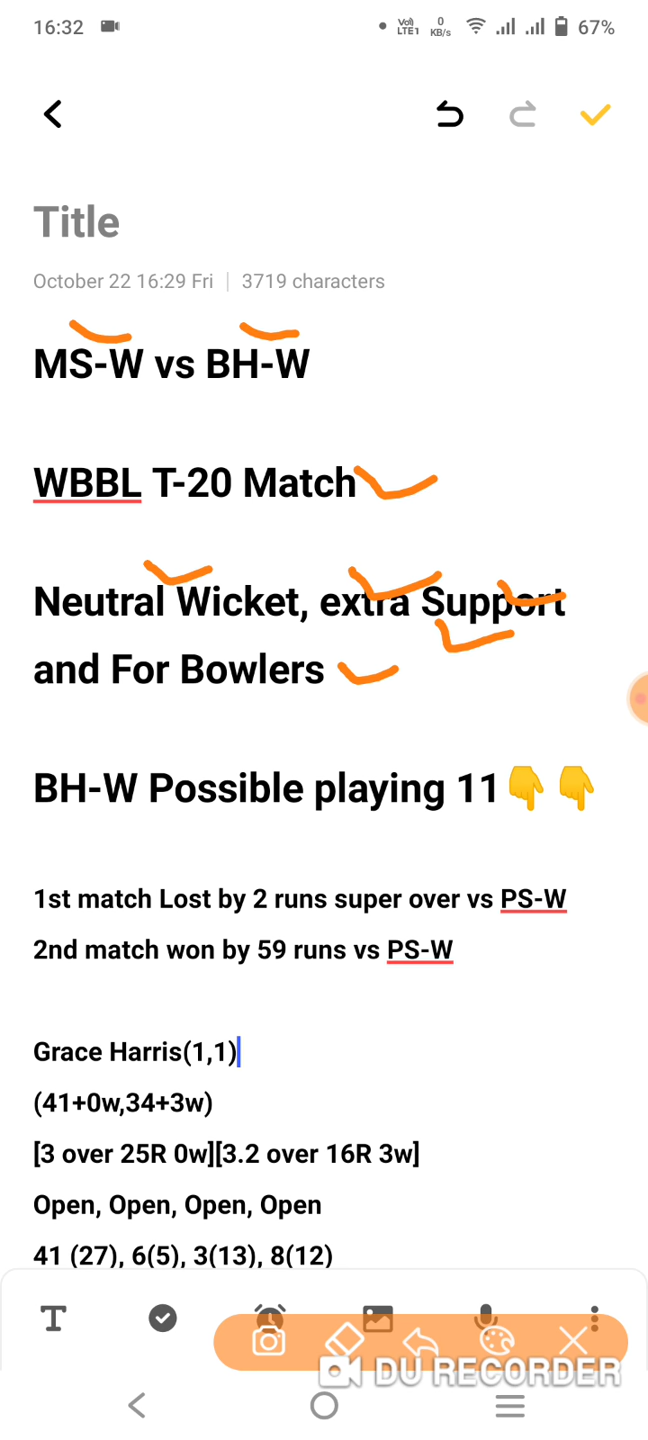 16:32
Vo) LTE1 0 KB/s 67%
Title
October 22 16:29 Fri | 3719 characters
MS-W vs BH-W
WBBL T-20 Match
Neutral Wicket, extra Support
and For Bowlers
BH-W Possible playing 11👇👇
1st match Lost by 2 runs super over vs PS-W
2nd match won by 59 runs vs PS-W
Grace Harris(1,1)
(41+0w,34+3w)
[3 over 25R 0w][3.2 over 16R 3w]
Open, Open, Open, Open
41 (27), 6(5), 3(13), 8(12)
T
DU RECORDER